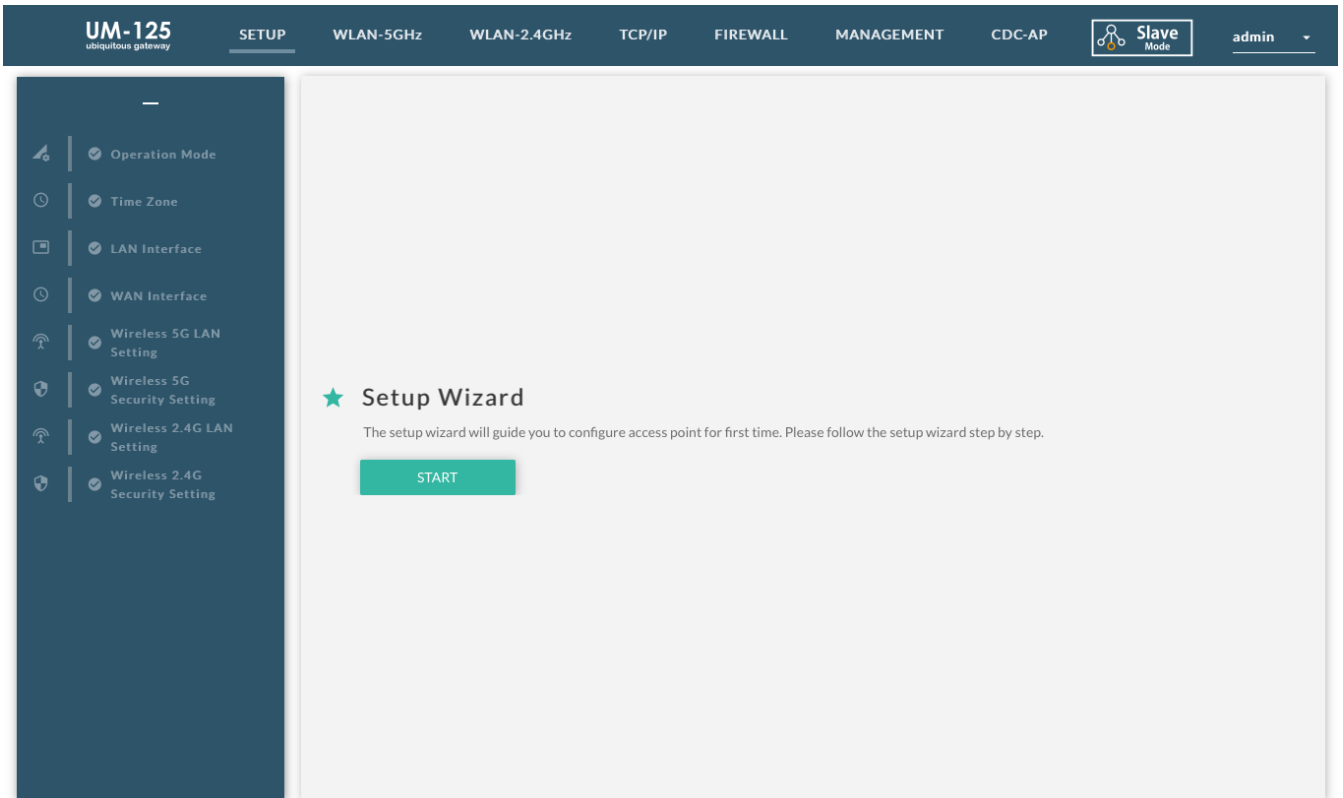 UM-125
ubiquitous gateway
SETUP
WLAN-5GHz
WLAN-2.4GHz
TCP/IP
FIREWALL
MANAGEMENT
CDC-AP
Slave
Mode
admin
Operation Mode
Time Zone
LAN Interface
WAN Interface
Wireless 5G LAN
Setting
Wireless 5G
Security Setting
Wireless 2.4G LAN
Setting
Wireless 2.4G
Security Setting
Setup Wizard
The setup wizard will guide you to configure access point for first time. Please follow the setup wizard step by step.
START